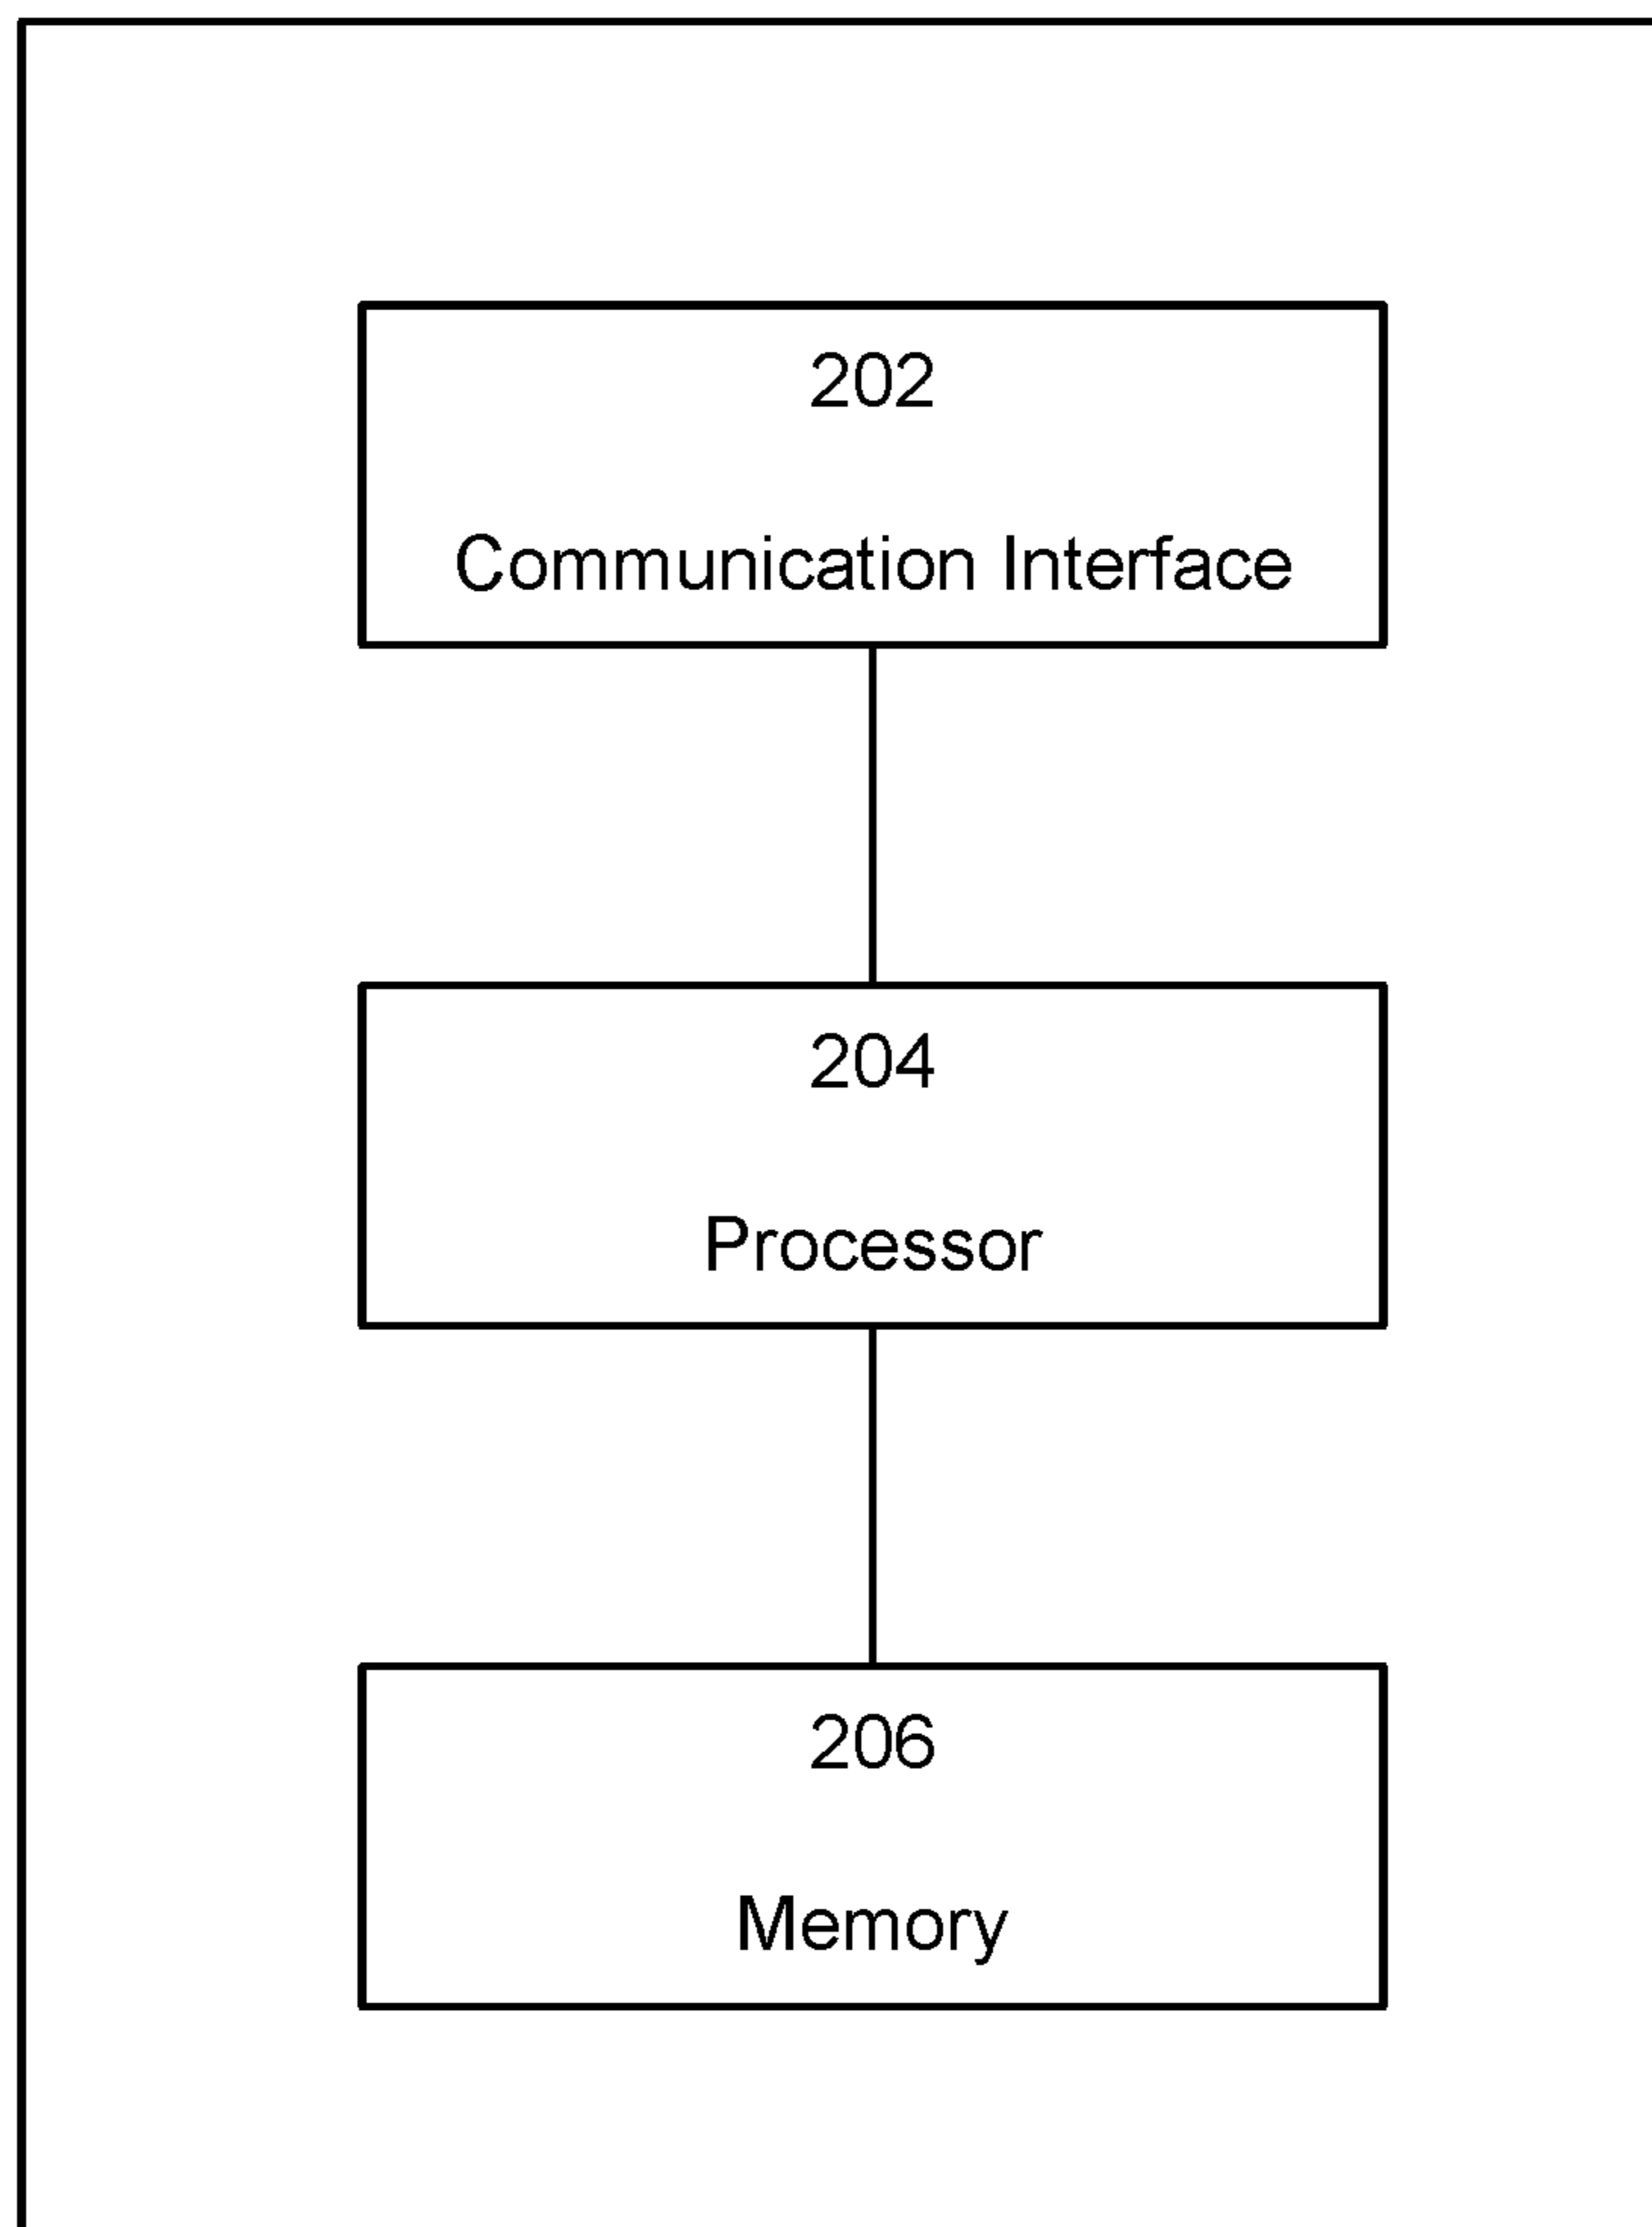 202
Communication Interface
204
Processor
206
Memory